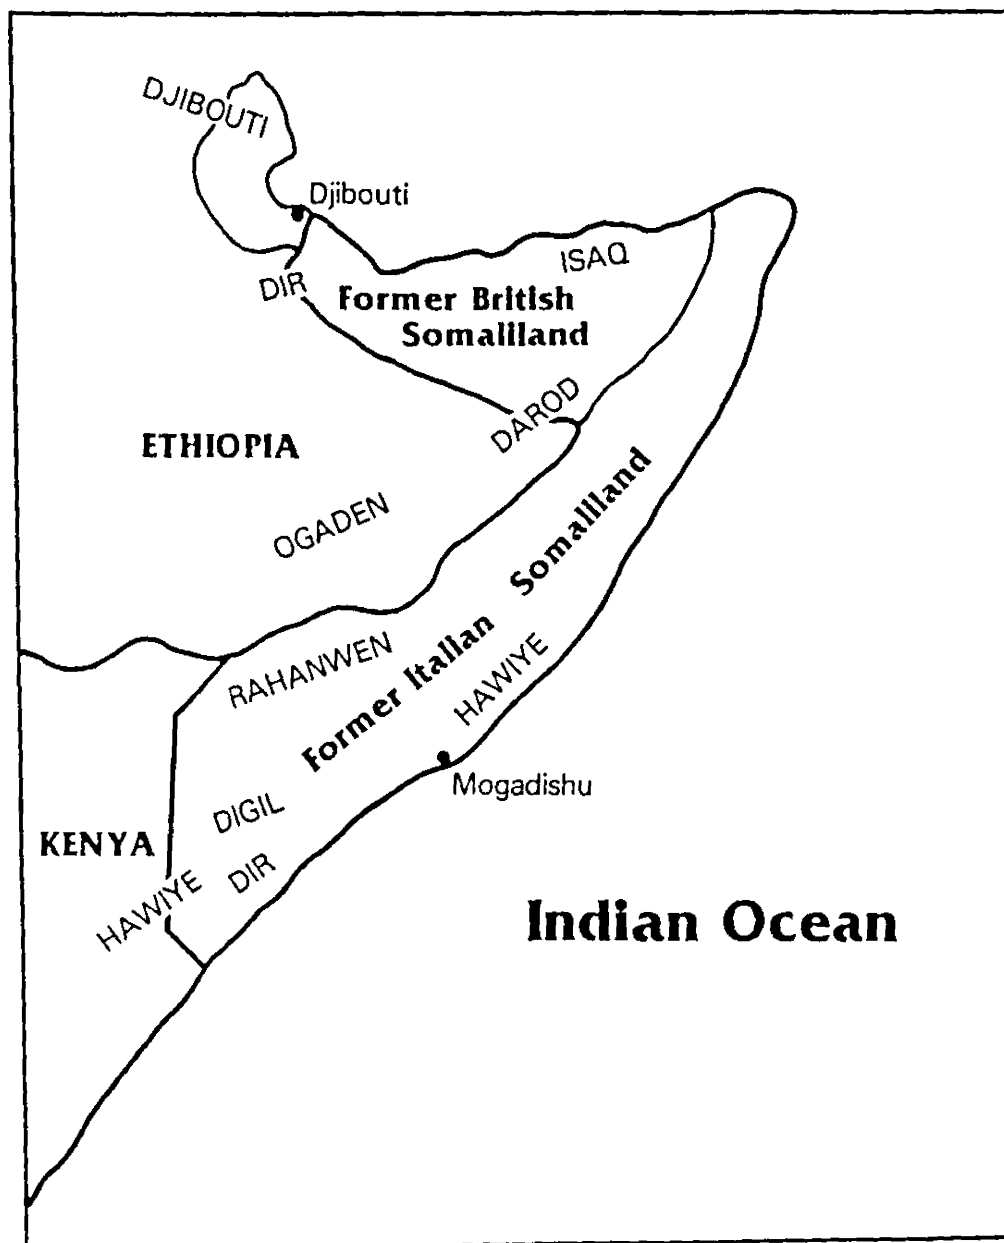 DJIBOUTI
Djibouti
ISAQ
DIR
Former British
Somaliland
DAROD
ETHIOPIA
OGADEN
Former Italian Somaliland
RAHANWEN
HAWIYE
Mogadishu
DIGIL
KENYA
DIR
HAWIYE
Indian Ocean